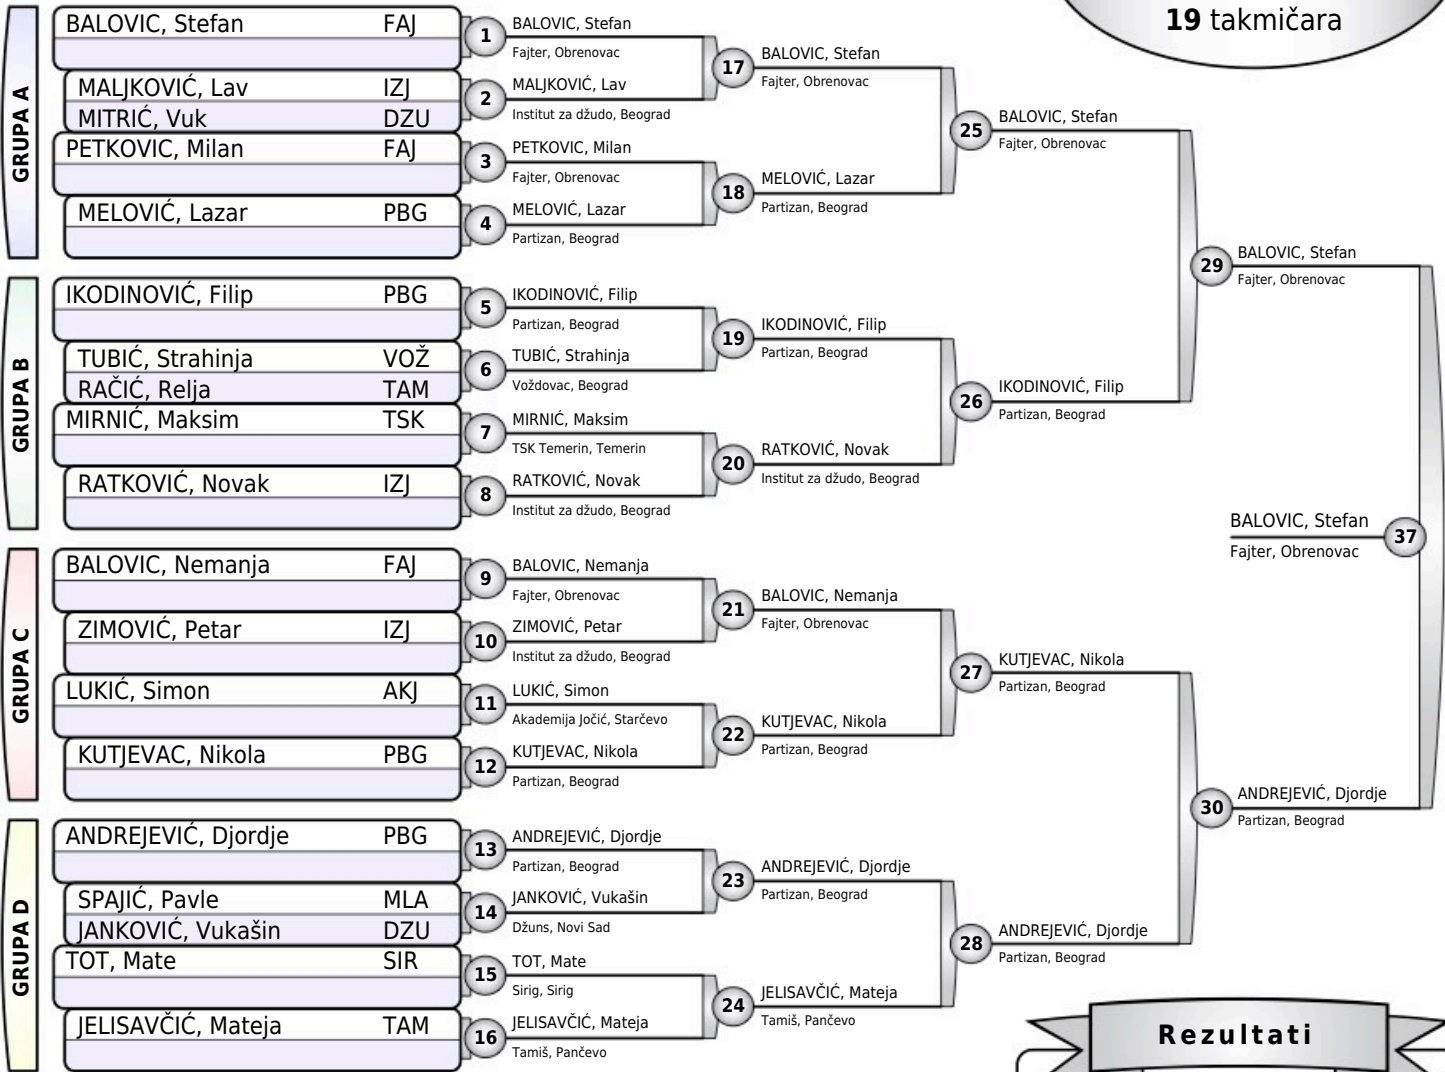 19 takmičara
GRUPA A
BALOVIC, Stefan FAJ
MALJKOVIĆ, Lav IZJ
MITRIĆ, Vuk DZU
PETKOVIC, Milan FAJ
MELOVIĆ, Lazar PBG
GRUPA B
IKODINOVIĆ, Filip PBG
TUBIĆ, Strahinja VOŽ
RAČIĆ, Relja TAM
MIRNIĆ, Maksim TSK
RATKOVIĆ, Novak IZJ
GRUPA C
BALOVIC, Nemanja FAJ
ZIMOVIĆ, Petar IZJ
LUKIĆ, Simon AKJ
KUTJEVAC, Nikola PBG
GRUPA D
ANDREJEVIĆ, Djordje PBG
SPAJIĆ, Pavle MLA
JANKOVIĆ, Vukašin DZU
TOT, Mate SIR
JELISAVČIĆ, Mateja TAM
1 BALOVIC, Stefan
Fajter, Obrenovac
2 MALJKOVIĆ, Lav
Institut za džudo, Beograd
3 PETKOVIC, Milan
Fajter, Obrenovac
4 MELOVIĆ, Lazar
Partizan, Beograd
5 IKODINOVIĆ, Filip
Partizan, Beograd
6 TUBIĆ, Strahinja
Voždovac, Beograd
7 MIRNIĆ, Maksim
TSK Temerin, Temerin
8 RATKOVIĆ, Novak
Institut za džudo, Beograd
9 BALOVIC, Nemanja
Fajter, Obrenovac
10 ZIMOVIĆ, Petar
Institut za džudo, Beograd
11 LUKIĆ, Simon
Akademija Jočić, Starčevo
12 KUTJEVAC, Nikola
Partizan, Beograd
13 ANDREJEVIĆ, Djordje
Partizan, Beograd
14 JANKOVIĆ, Vukašin
Džuns, Novi Sad
15 TOT, Mate
Sirig, Sirig
16 JELISAVČIĆ, Mateja
Tamiš, Pančevo
17 BALOVIC, Stefan
Fajter, Obrenovac
18 MELOVIĆ, Lazar
Partizan, Beograd
19 IKODINOVIĆ, Filip
Partizan, Beograd
20 RATKOVIĆ, Novak
Institut za džudo, Beograd
21 BALOVIC, Nemanja
Fajter, Obrenovac
22 KUTJEVAC, Nikola
Partizan, Beograd
23 ANDREJEVIĆ, Djordje
Partizan, Beograd
24 JELISAVČIĆ, Mateja
Tamiš, Pančevo
25 BALOVIC, Stefan
Fajter, Obrenovac
26 IKODINOVIĆ, Filip
Partizan, Beograd
27 KUTJEVAC, Nikola
Partizan, Beograd
28 ANDREJEVIĆ, Djordje
Partizan, Beograd
29 BALOVIC, Stefan
Fajter, Obrenovac
30 ANDREJEVIĆ, Djordje
Partizan, Beograd
BALOVIC, Stefan 37
Fajter, Obrenovac
Rezultati